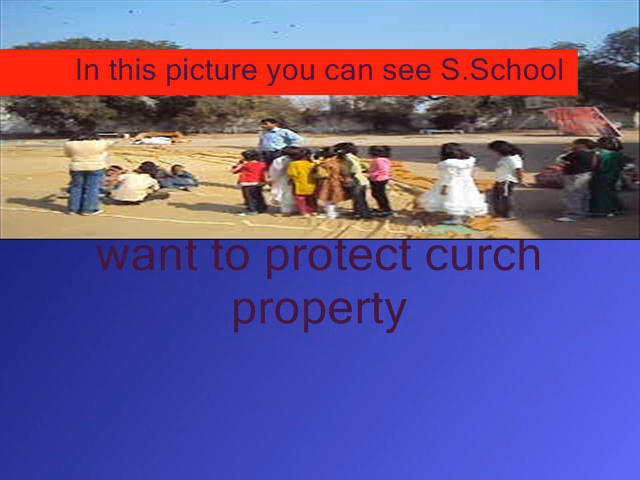 In this picture you can see S.School
want to protect curch
property